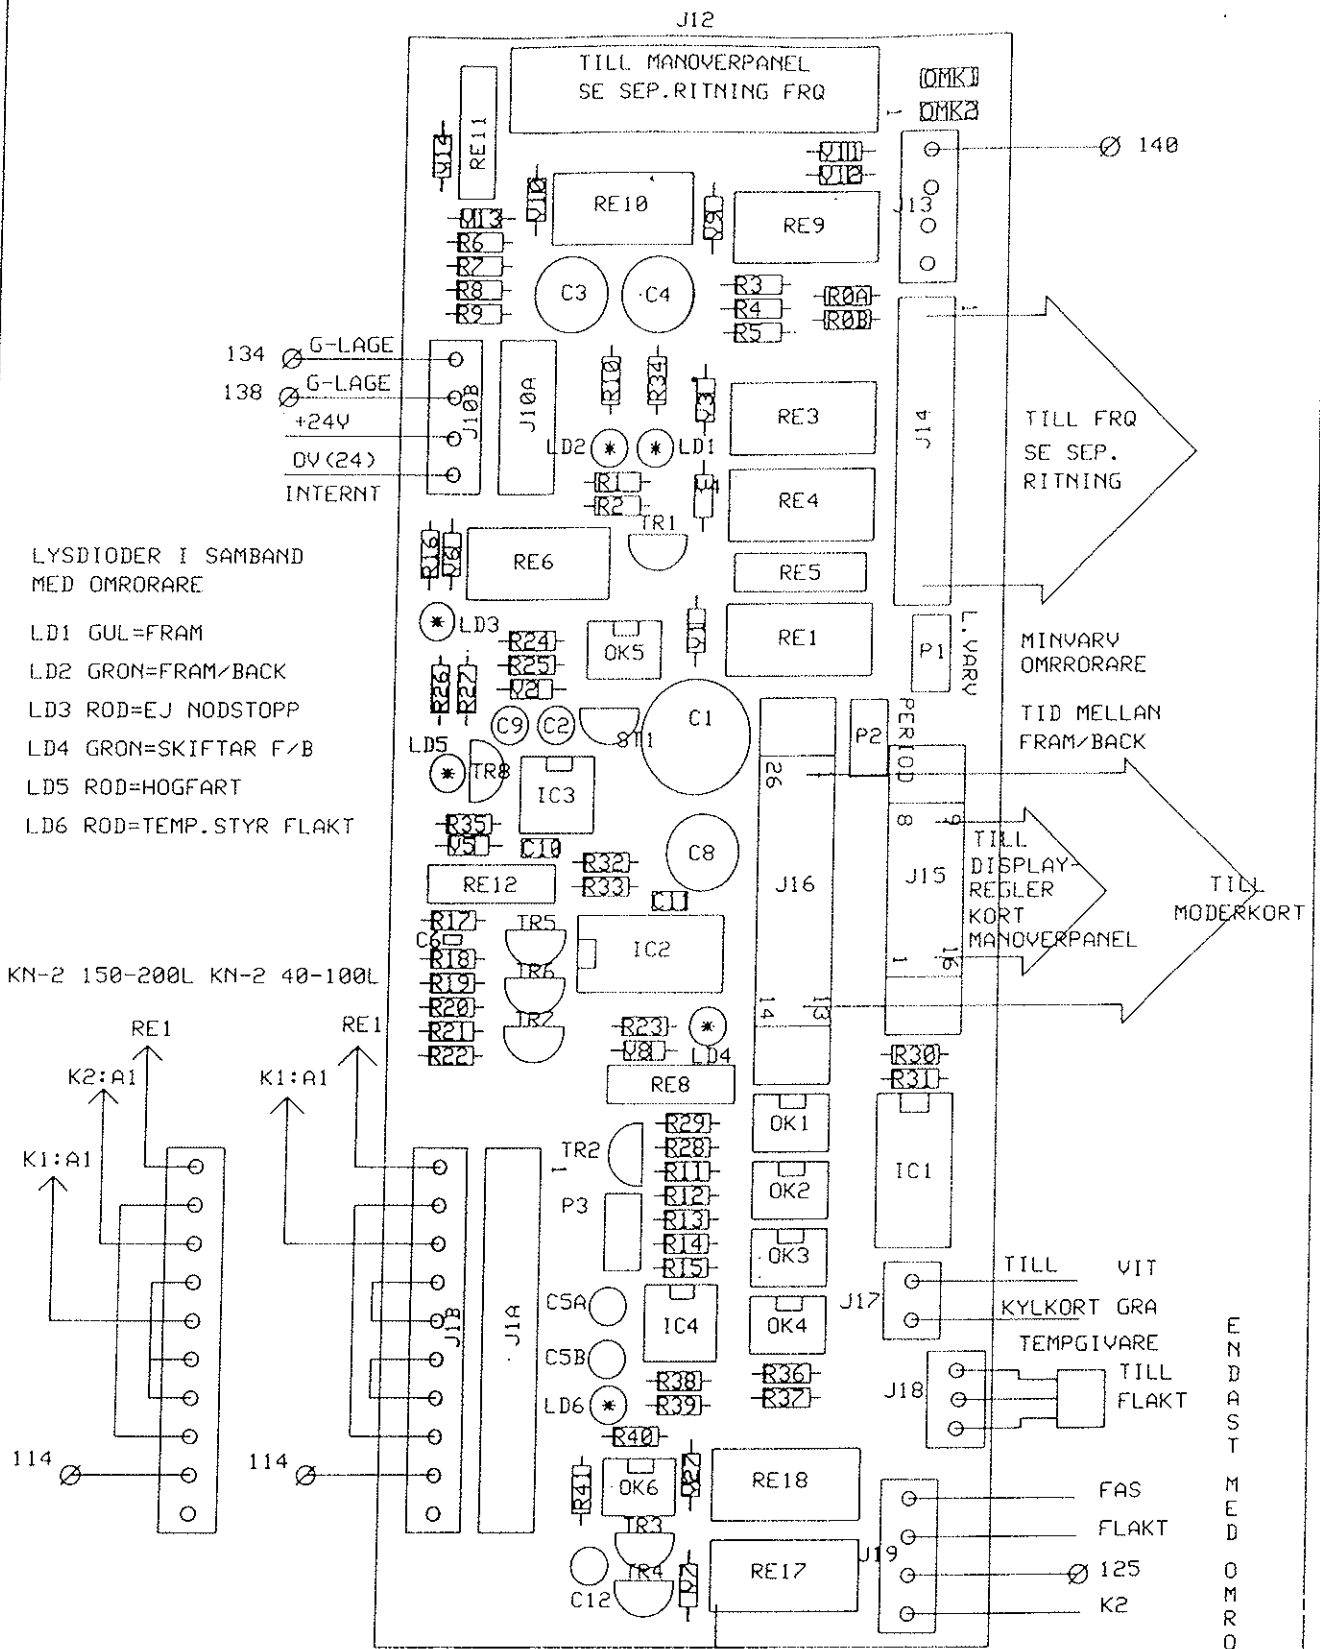 J12
TILL MANOVERPANEL
SE SEP.RITNING FRQ
OMK1
OMK2
140
V14
RE11
V11
V12
V10
RE10
V9
RE9
J13
V13
R6
R7
R8
R9
C3
C4
R3
R4
R5
R0A
R0B
134
G-LAGE
138
G-LAGE
+24V
0V(24)
INTERNT
J10B
J10A
R10
R34
V3
RE3
J14
TILL FRQ
SE SEP.
RITNING
LD2
LD1
R1
R2
V4
RE4
TR1
R16
V6
RE6
RE5
LYSDIODER I SAMBAND
MED OMRORARE
LD1 GUL=FRAM
LD2 GRON=FRAM/BACK
LD3 ROD=EJ NODSTOPP
LD4 GRON=SKIFTAR F/B
LD5 ROD=HOGFART
LD6 ROD=TEMP.STYR FLAKT
LD3
R24
R25
V2
OK5
V1
RE1
P1
L.VARV
MINVARV
OMRRORARE
R26
R27
C9
C2
ST1
C1
P2
PERIOD
TID MELLAN
FRAM/BACK
LD5
TR8
IC3
26
8
9
R35
V5
C10
R32
R33
C8
J16
J15
TILL
DISPLAY-
REGLER
KORT
MANOVERPANEL
TILL
MODERKORT
RE12
C11
R17
C6
R18
R19
R20
R21
R22
TR5
TR6
TR7
IC2
1
16
14
13
KN-2 150-200L KN-2 40-100L
RE1
K2:A1
K1:A1
RE1
K1:A1
R23
V8
LD4
RE8
R30
R31
R29
R28
R11
R12
R13
R14
R15
OK1
OK2
OK3
OK4
IC1
TR2
1
P3
J1B
J1A
C5A
C5B
IC4
J17
TILL VIT
KYLKORT GRA
TEMPGIVARE
TILL
FLAKT
J18
LD6
R38
R39
R36
R37
R40
114
114
R41
OK6
RE18
TR3
TR4
C12
V7
RE17
J19
FAS
FLAKT
125
K2
ENDAST MED OMRO